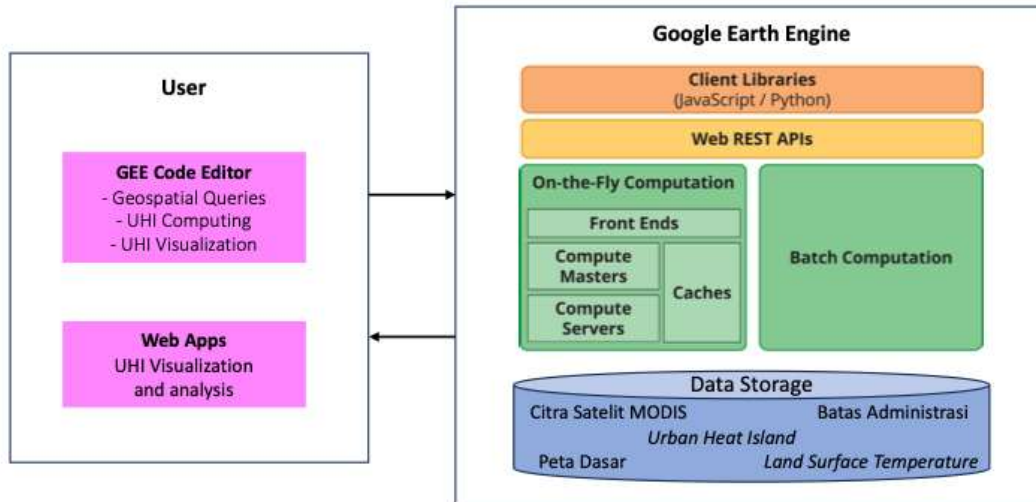 User
GEE Code Editor
- Geospatial Queries
- UHI Computing
- UHI Visualization
Web Apps
UHI Visualization
and analysis
Google Earth Engine
Client Libraries
(JavaScript / Python)
Web REST APIs
On-the-Fly Computation
Front Ends
Compute
Masters
Compute
Servers
Caches
Batch Computation
Data Storage
Citra Satelit MODIS
Batas Administrasi
Urban Heat Island
Peta Dasar
Land Surface Temperature